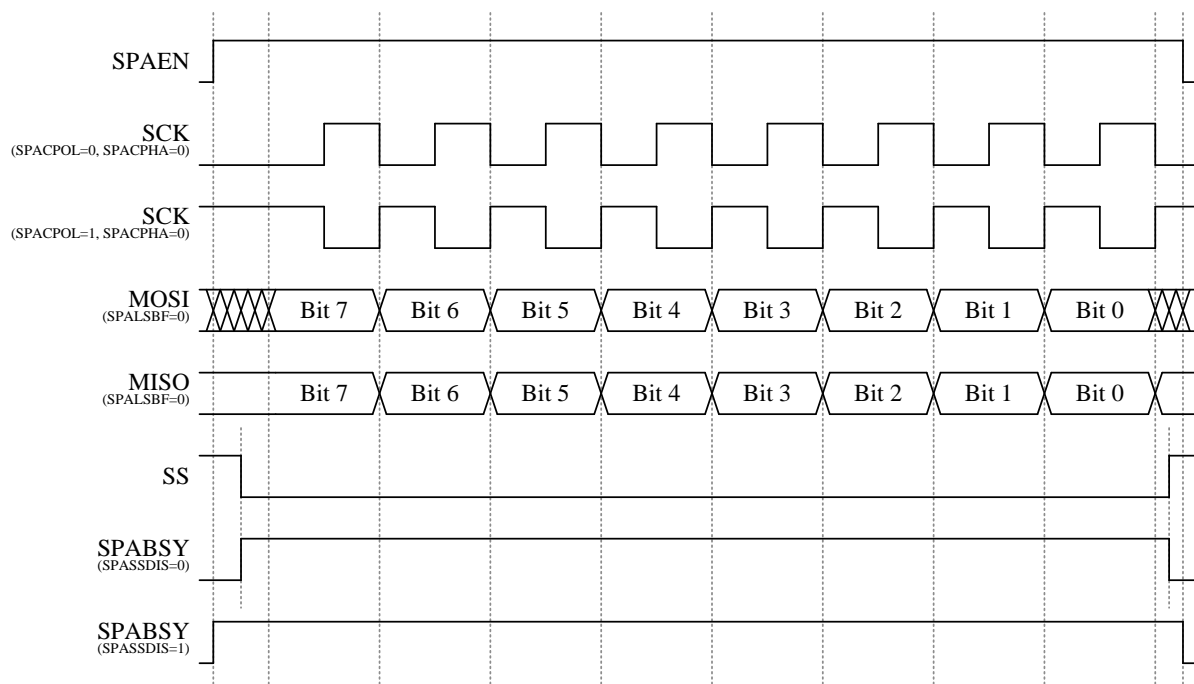 SPAEN
SCK
(SPACPOL=0, SPACPHA=0)
SCK
(SPACPOL=1, SPACPHA=0)
MOSI
(SPALSBF=0)
Bit 7 Bit 6 Bit 5 Bit 4 Bit 3 Bit 2 Bit 1 Bit 0
MISO
(SPALSBF=0)
Bit 7 Bit 6 Bit 5 Bit 4 Bit 3 Bit 2 Bit 1 Bit 0
SS
SPABSY
(SPASSDIS=0)
SPABSY
(SPASSDIS=1)